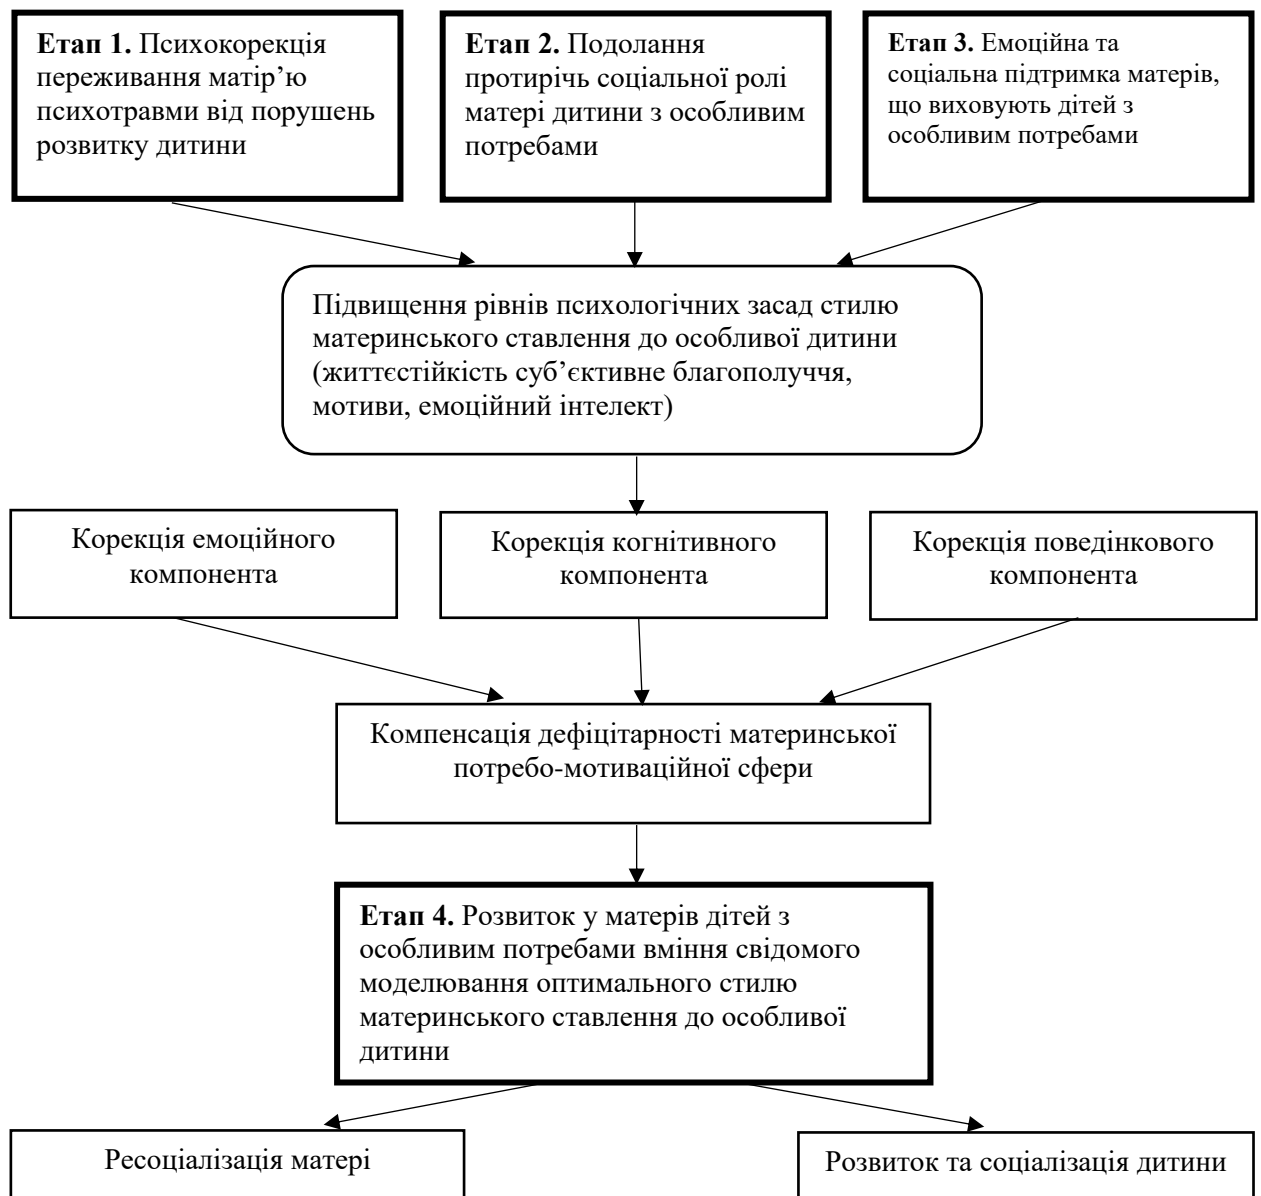 Етап 1. Психокорекція
переживання матір’ю
психотравми від порушень
розвитку дитини
Етап 2. Подолання
протирічь соціальної ролі
матері дитини з особливим
потребами
Етап 3. Емоційна та
соціальна підтримка матерів,
що виховують дітей з
особливим потребами
Підвищення рівнів психологічних засад стилю
материнського ставлення до особливої дитини
(життєстійкість суб’єктивне благополуччя,
мотиви, емоційний інтелект)
Корекція емоційного
компонента
Корекція когнітивного
компонента
Корекція поведінкового
компонента
Компенсація дефіцітарності материнської
потребо-мотиваційної сфери
Етап 4. Розвиток у матерів дітей з
особливим потребами вміння свідомого
моделювання оптимального стилю
материнського ставлення до особливої
дитини
Ресоціалізація матері
Розвиток та соціалізація дитини